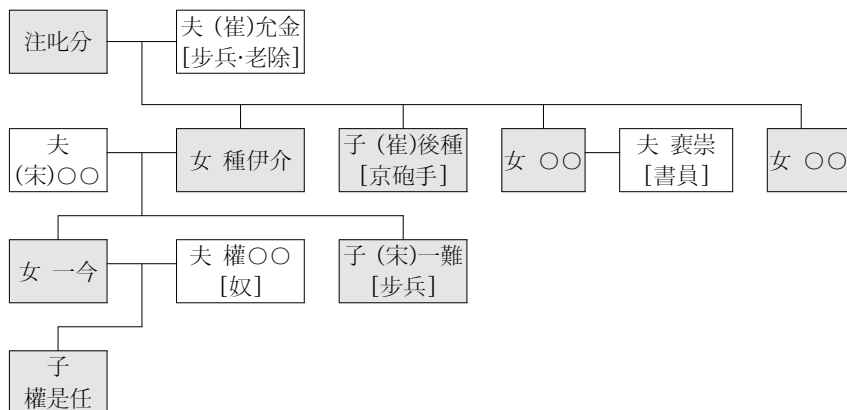 注叱分
夫 (崔)允金
[步兵·老除]
夫
(宋)○○
女 種伊介
子 (崔)後種
[京砲手]
女 ○○
夫 裵崇
[書員]
女 ○○
女 一今
夫 權○○
[奴]
子 (宋)一難
[步兵]
子
權是任